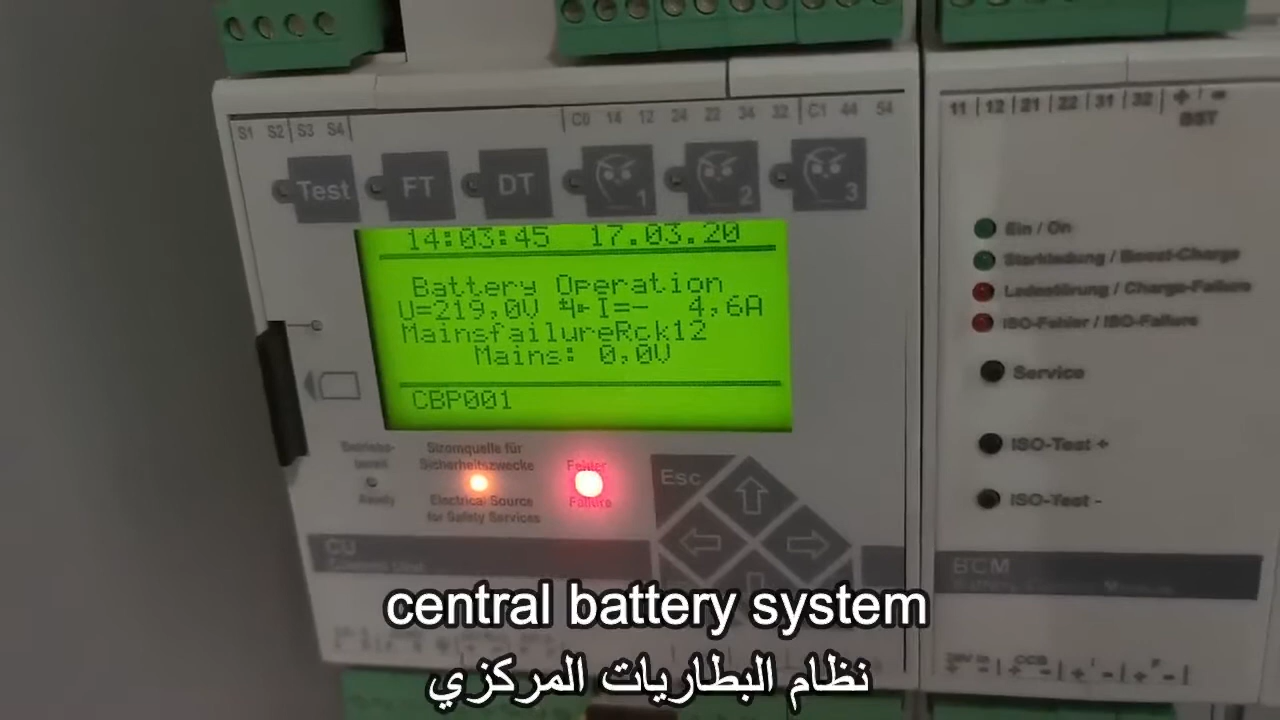 S1 S2 S3 S4
C0 14 12 24 22 34 32 C1 44 54
Test FT DT 1 2 3
14:03:45 17.03.20
Battery Operation
U=219,0V I=- 4,6A
MainsfailureRck12
Mains: 0,0V
CBP001
Betriebs-
bereit
Ready
Stromquelle für
Sicherheitszwecke
Electrical Source
for Safety Services
Fehler
Failure
Esc
CU
11 12 21 22 31 32 + -
BST
Ein / On
Starkladung / Boost-Charge
Ladestörung / Charge-Failure
ISO-Fehler / ISO-Failure
Service
ISO-Test +
ISO-Test -
BCM
central battery system
نظام البطاريات المركزي